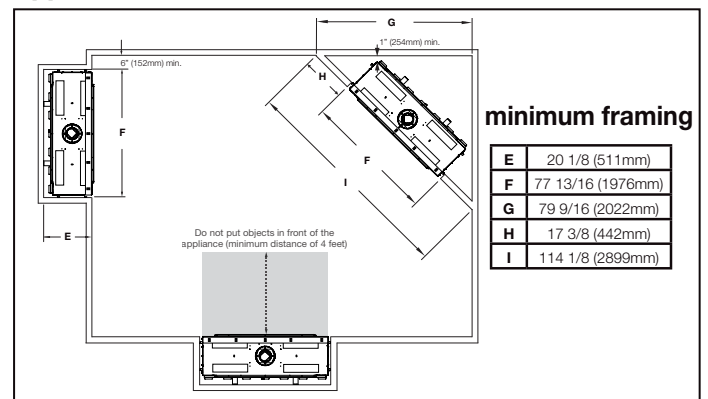 G
1" (254mm) min.
6" (152mm) min.
H
F
F
I
E
Do not put objects in front of the
appliance (minimum distance of 4 feet)
minimum framing
E 20 1/8 (511mm)
F 77 13/16 (1976mm)
G 79 9/16 (2022mm)
H 17 3/8 (442mm)
I 114 1/8 (2899mm)